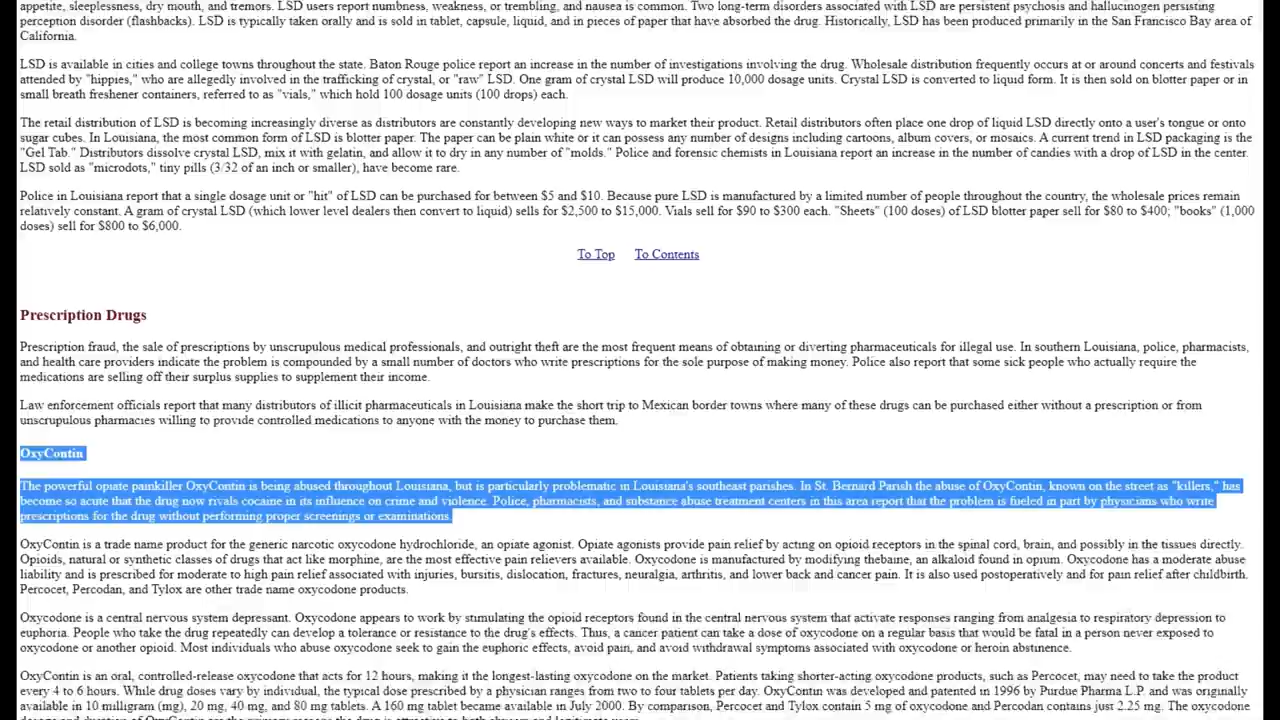 appetite, sleeplessness, dry mouth, and tremors. LSD users report numbness, weakness, or trembling, and nausea is common. Two long-term disorders associated with LSD are persistent psychosis and hallucinogen persisting
perception disorder (flashbacks). LSD is typically taken orally and is sold in tablet, capsule, liquid, and in pieces of paper that have absorbed the drug. Historically, LSD has been produced primarily in the San Francisco Bay area of
California.
LSD is available in cities and college towns throughout the state. Baton Rouge police report an increase in the number of investigations involving the drug. Wholesale distribution frequently occurs at or around concerts and festivals
attended by "hippies," who are allegedly involved in the trafficking of crystal, or "raw" LSD. One gram of crystal LSD will produce 10,000 dosage units. Crystal LSD is converted to liquid form. It is then sold on blotter paper or in
small breath freshener containers, referred to as "vials," which hold 100 dosage units (100 drops) each.
The retail distribution of LSD is becoming increasingly diverse as distributors are constantly developing new ways to market their product. Retail distributors often place one drop of liquid LSD directly onto a user's tongue or onto
sugar cubes. In Louisiana, the most common form of LSD is blotter paper. The paper can be plain white or it can possess any number of designs including cartoons, album covers, or mosaics. A current trend in LSD packaging is the
"Gel Tab." Distributors dissolve crystal LSD, mix it with gelatin, and allow it to dry in any number of "molds." Police and forensic chemists in Louisiana report an increase in the number of candies with a drop of LSD in the center.
LSD sold as "microdots," tiny pills (3/32 of an inch or smaller), have become rare.
Police in Louisiana report that a single dosage unit or "hit" of LSD can be purchased for between $5 and $10. Because pure LSD is manufactured by a limited number of people throughout the country, the wholesale prices remain
relatively constant. A gram of crystal LSD (which lower level dealers then convert to liquid) sells for $2,500 to $15,000. Vials sell for $90 to $300 each. "Sheets" (100 doses) of LSD blotter paper sell for $80 to $400; "books" (1,000
doses) sell for $800 to $6,000.
To Top To Contents
Prescription Drugs
Prescription fraud, the sale of prescriptions by unscrupulous medical professionals, and outright theft are the most frequent means of obtaining or diverting pharmaceuticals for illegal use. In southern Louisiana, police, pharmacists,
and health care providers indicate the problem is compounded by a small number of doctors who write prescriptions for the sole purpose of making money. Police also report that some sick people who actually require the
medications are selling off their surplus supplies to supplement their income.
Law enforcement officials report that many distributors of illicit pharmaceuticals in Louisiana make the short trip to Mexican border towns where many of these drugs can be purchased either without a prescription or from
unscrupulous pharmacies willing to provide controlled medications to anyone with the money to purchase them.
OxyContin
The powerful opiate painkiller OxyContin is being abused throughout Louisiana, but is particularly problematic in Louisiana's southeast parishes. In St. Bernard Parish the abuse of OxyContin, known on the street as "killers," has
become so acute that the drug now rivals cocaine in its influence on crime and violence. Police, pharmacists, and substance abuse treatment centers in this area report that the problem is fueled in part by physicians who write
prescriptions for the drug without performing proper screenings or examinations.
OxyContin is a trade name product for the generic narcotic oxycodone hydrochloride, an opiate agonist. Opiate agonists provide pain relief by acting on opioid receptors in the spinal cord, brain, and possibly in the tissues directly.
Opioids, natural or synthetic classes of drugs that act like morphine, are the most effective pain relievers available. Oxycodone is manufactured by modifying thebaine, an alkaloid found in opium. Oxycodone has a moderate abuse
liability and is prescribed for moderate to high pain relief associated with injuries, bursitis, dislocation, fractures, neuralgia, arthritis, and lower back and cancer pain. It is also used postoperatively and for pain relief after childbirth.
Percocet, Percodan, and Tylox are other trade name oxycodone products.
Oxycodone is a central nervous system depressant. Oxycodone appears to work by stimulating the opioid receptors found in the central nervous system that activate responses ranging from analgesia to respiratory depression to
euphoria. People who take the drug repeatedly can develop a tolerance or resistance to the drug's effects. Thus, a cancer patient can take a dose of oxycodone on a regular basis that would be fatal in a person never exposed to
oxycodone or another opioid. Most individuals who abuse oxycodone seek to gain the euphoric effects, avoid pain, and avoid withdrawal symptoms associated with oxycodone or heroin abstinence.
OxyContin is an oral, controlled-release oxycodone that acts for 12 hours, making it the longest-lasting oxycodone on the market. Patients taking shorter-acting oxycodone products, such as Percocet, may need to take the product
every 4 to 6 hours. While drug doses vary by individual, the typical dose prescribed by a physician ranges from two to four tablets per day. OxyContin was developed and patented in 1996 by Purdue Pharma L.P. and was originally
available in 10 milligram (mg), 20 mg, 40 mg, and 80 mg tablets. A 160 mg tablet became available in July 2000. By comparison, Percocet and Tylox contain 5 mg of oxycodone and Percodan contains just 2.25 mg. The oxycodone